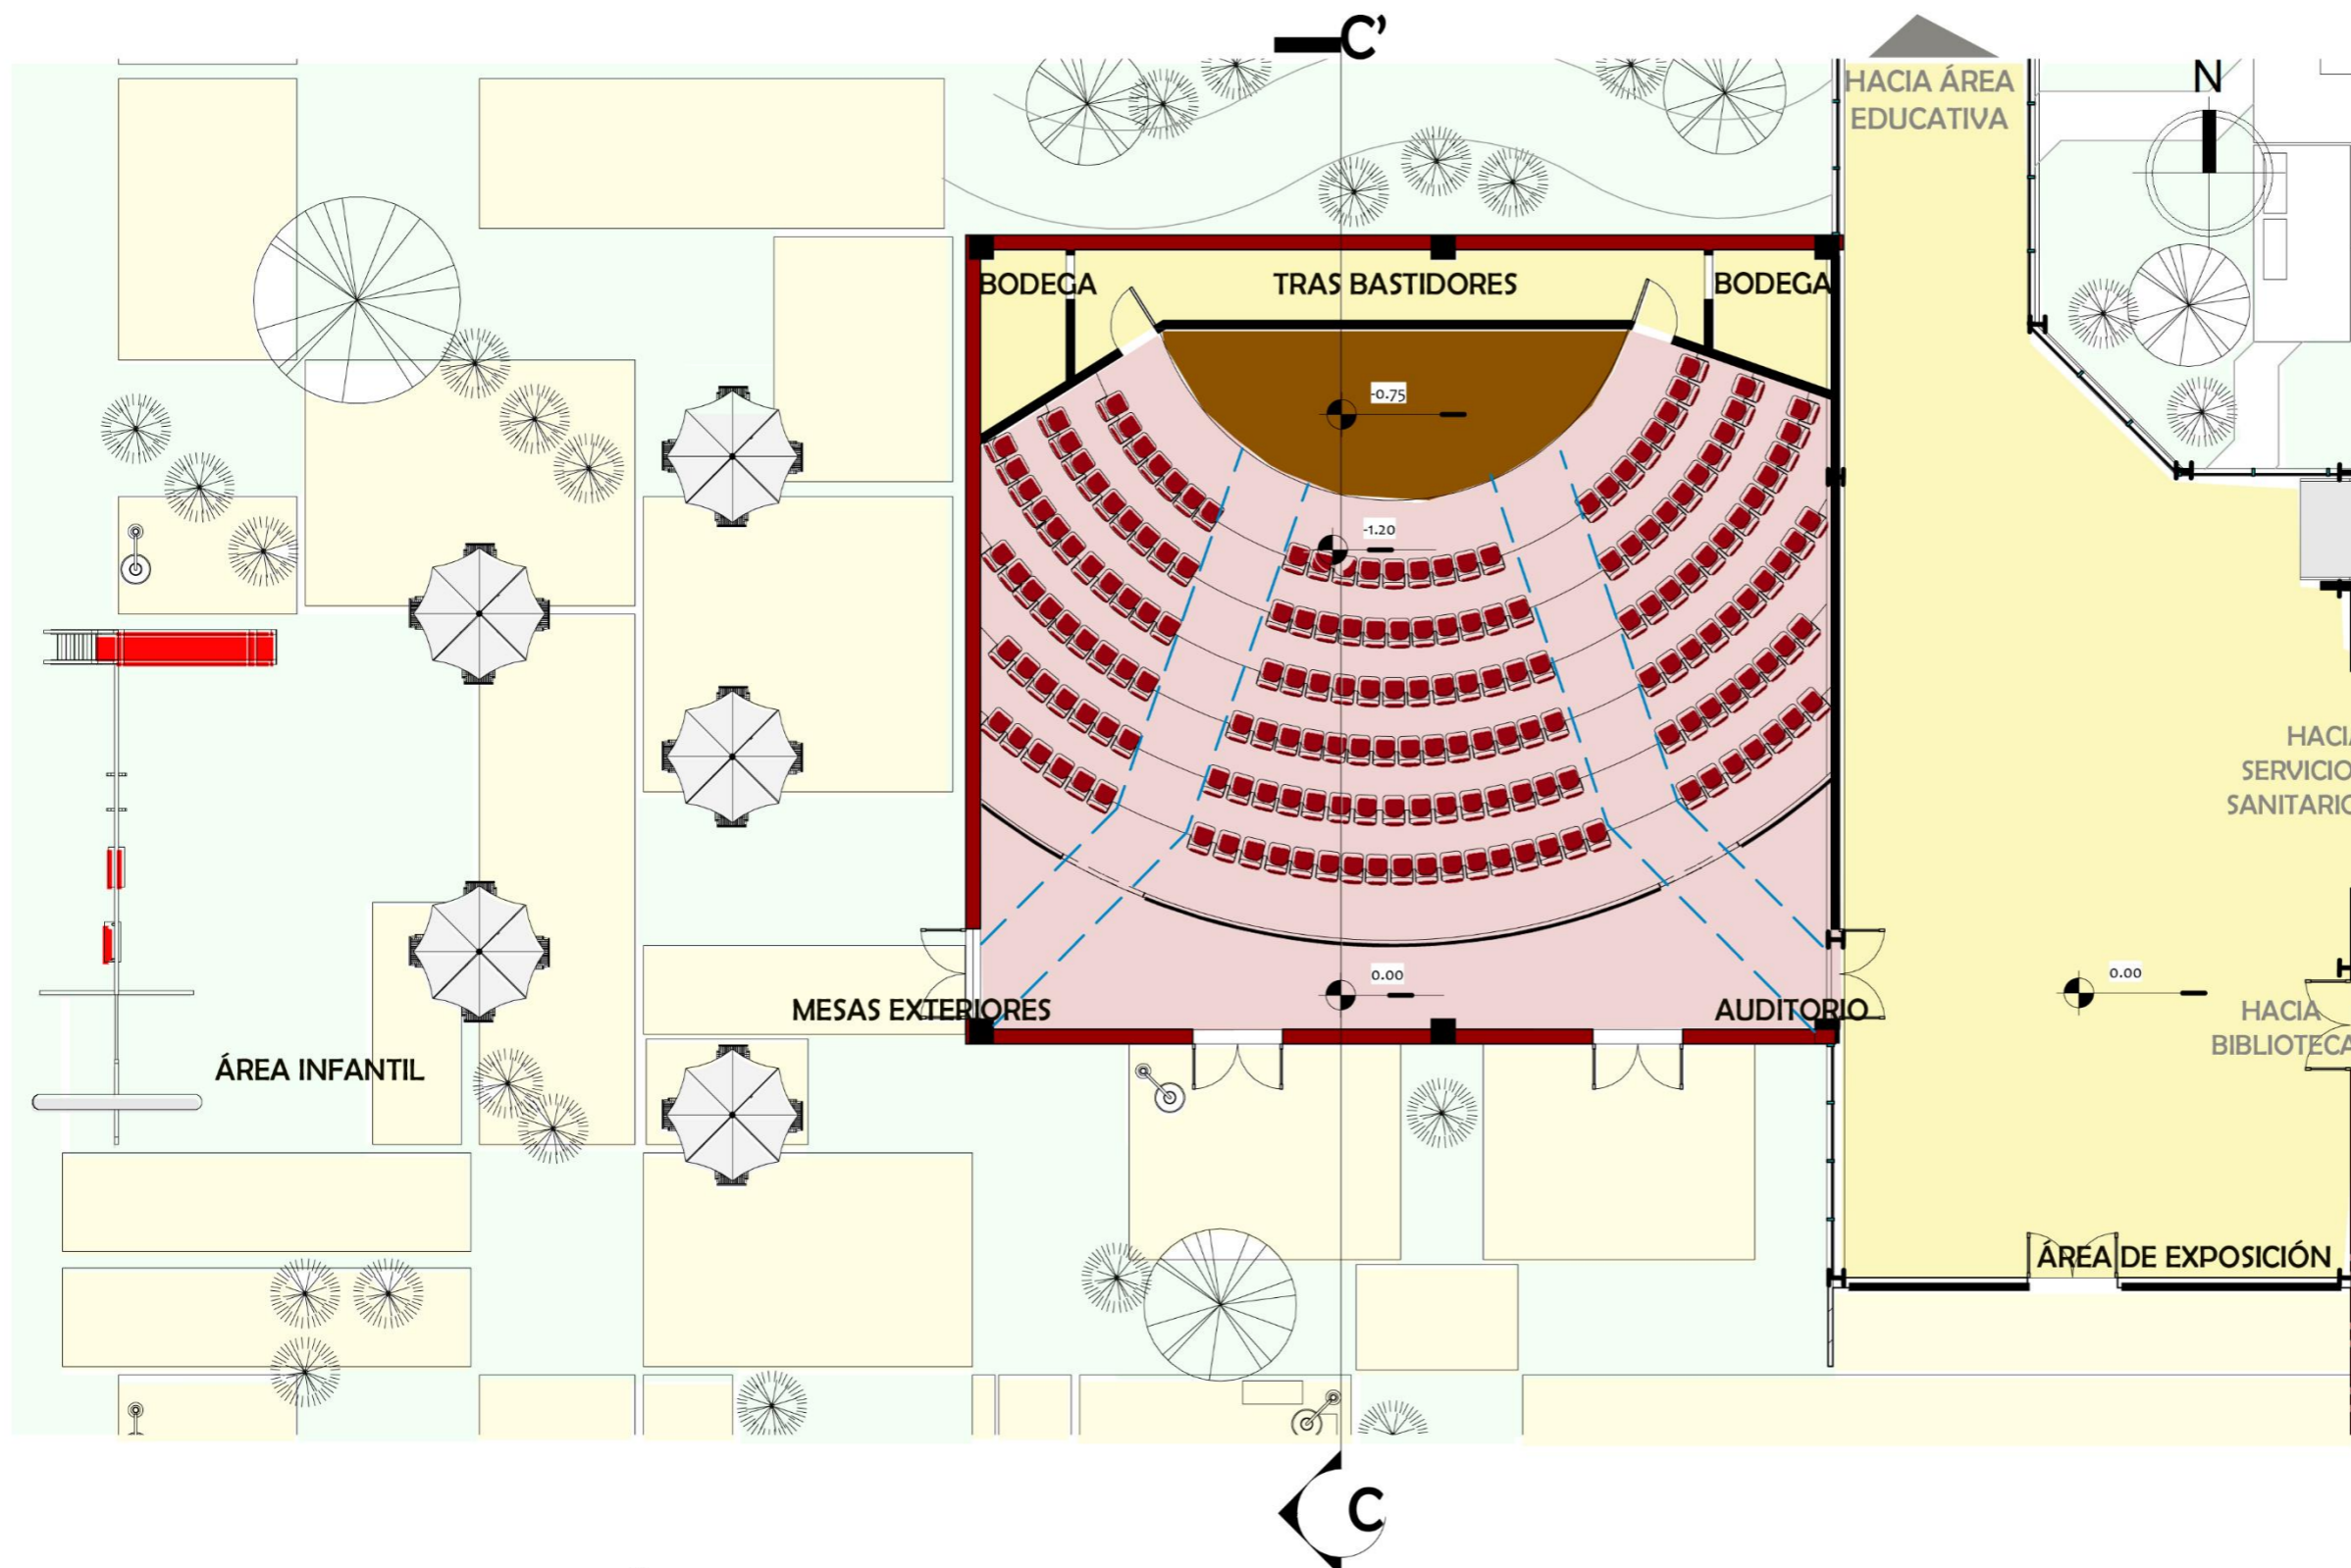 C’
HACIA ÁREA
EDUCATIVA
N
BODEGA
TRAS BASTIDORES
BODEGA
-0.75
-1.20
HACIA
SERVICIO
SANITARIO
0.00
0.00
MESAS EXTERIORES
AUDITORIO
HACIA
BIBLIOTECA
ÁREA INFANTIL
ÁREA DE EXPOSICIÓN
C